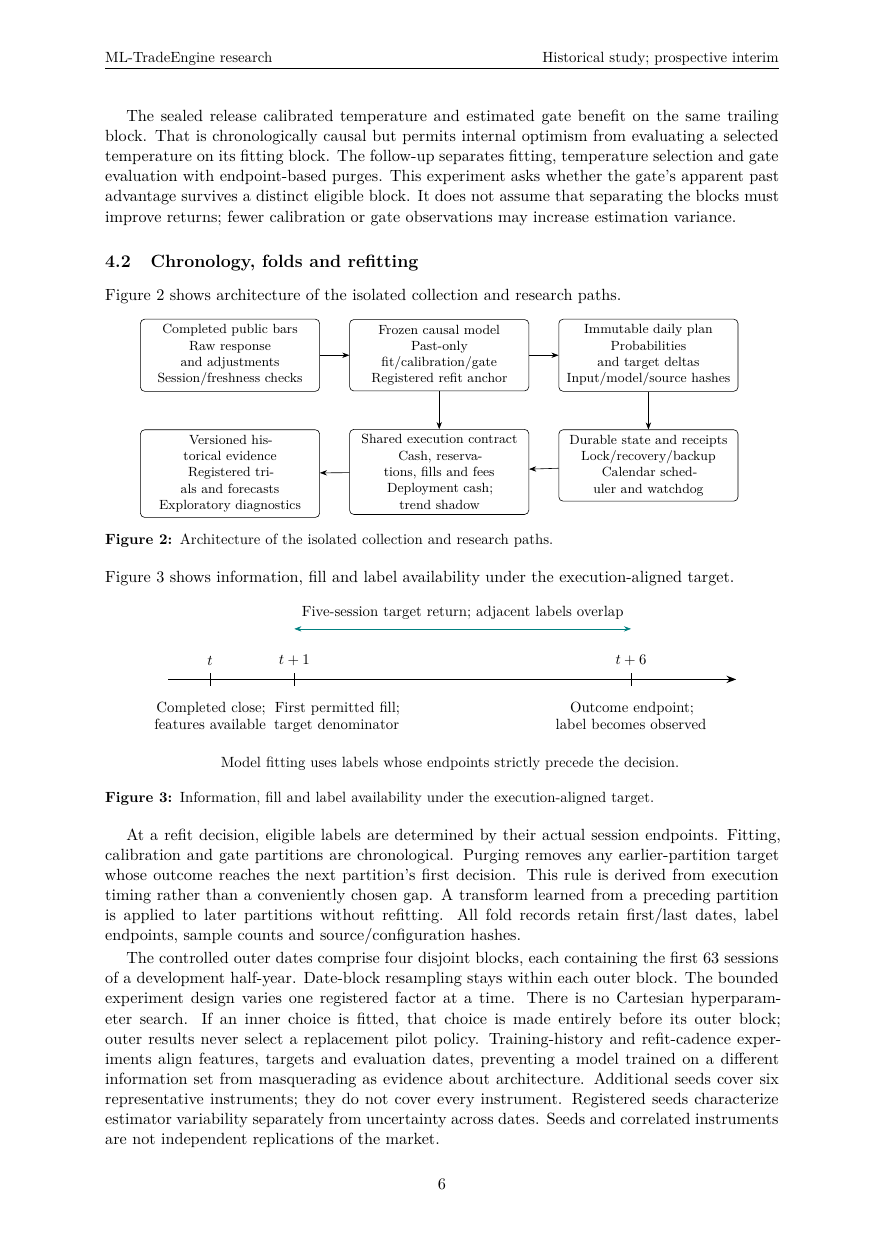 ML-TradeEngine research
Historical study; prospective interim
The sealed release calibrated temperature and estimated gate benefit on the same trailing
block. That is chronologically causal but permits internal optimism from evaluating a selected
temperature on its fitting block. The follow-up separates fitting, temperature selection and gate
evaluation with endpoint-based purges. This experiment asks whether the gate's apparent past
advantage survives a distinct eligible block. It does not assume that separating the blocks must
improve returns; fewer calibration or gate observations may increase estimation variance.
4.2 Chronology, folds and refitting
Figure 2 shows architecture of the isolated collection and research paths.
Completed public bars
Raw response
and adjustments
Session/freshness checks
Frozen causal model
Past-only
fit/calibration/gate
Registered refit anchor
Immutable daily plan
Probabilities
and target deltas
Input/model/source hashes
Versioned his-
torical evidence
Registered tri-
als and forecasts
Exploratory diagnostics
Shared execution contract
Cash, reserva-
tions, fills and fees
Deployment cash;
trend shadow
Durable state and receipts
Lock/recovery/backup
Calendar sched-
uler and watchdog
Figure 2: Architecture of the isolated collection and research paths.
Figure 3 shows information, fill and label availability under the execution-aligned target.
Five-session target return; adjacent labels overlap
t
t + 1
t + 6
Completed close;
features available
First permitted fill;
target denominator
Outcome endpoint;
label becomes observed
Model fitting uses labels whose endpoints strictly precede the decision.
Figure 3: Information, fill and label availability under the execution-aligned target.
At a refit decision, eligible labels are determined by their actual session endpoints. Fitting,
calibration and gate partitions are chronological. Purging removes any earlier-partition target
whose outcome reaches the next partition's first decision. This rule is derived from execution
timing rather than a conveniently chosen gap. A transform learned from a preceding partition
is applied to later partitions without refitting. All fold records retain first/last dates, label
endpoints, sample counts and source/configuration hashes.
The controlled outer dates comprise four disjoint blocks, each containing the first 63 sessions
of a development half-year. Date-block resampling stays within each outer block. The bounded
experiment design varies one registered factor at a time. There is no Cartesian hyperparam-
eter search. If an inner choice is fitted, that choice is made entirely before its outer block;
outer results never select a replacement pilot policy. Training-history and refit-cadence exper-
iments align features, targets and evaluation dates, preventing a model trained on a different
information set from masquerading as evidence about architecture. Additional seeds cover six
representative instruments; they do not cover every instrument. Registered seeds characterize
estimator variability separately from uncertainty across dates. Seeds and correlated instruments
are not independent replications of the market.
6